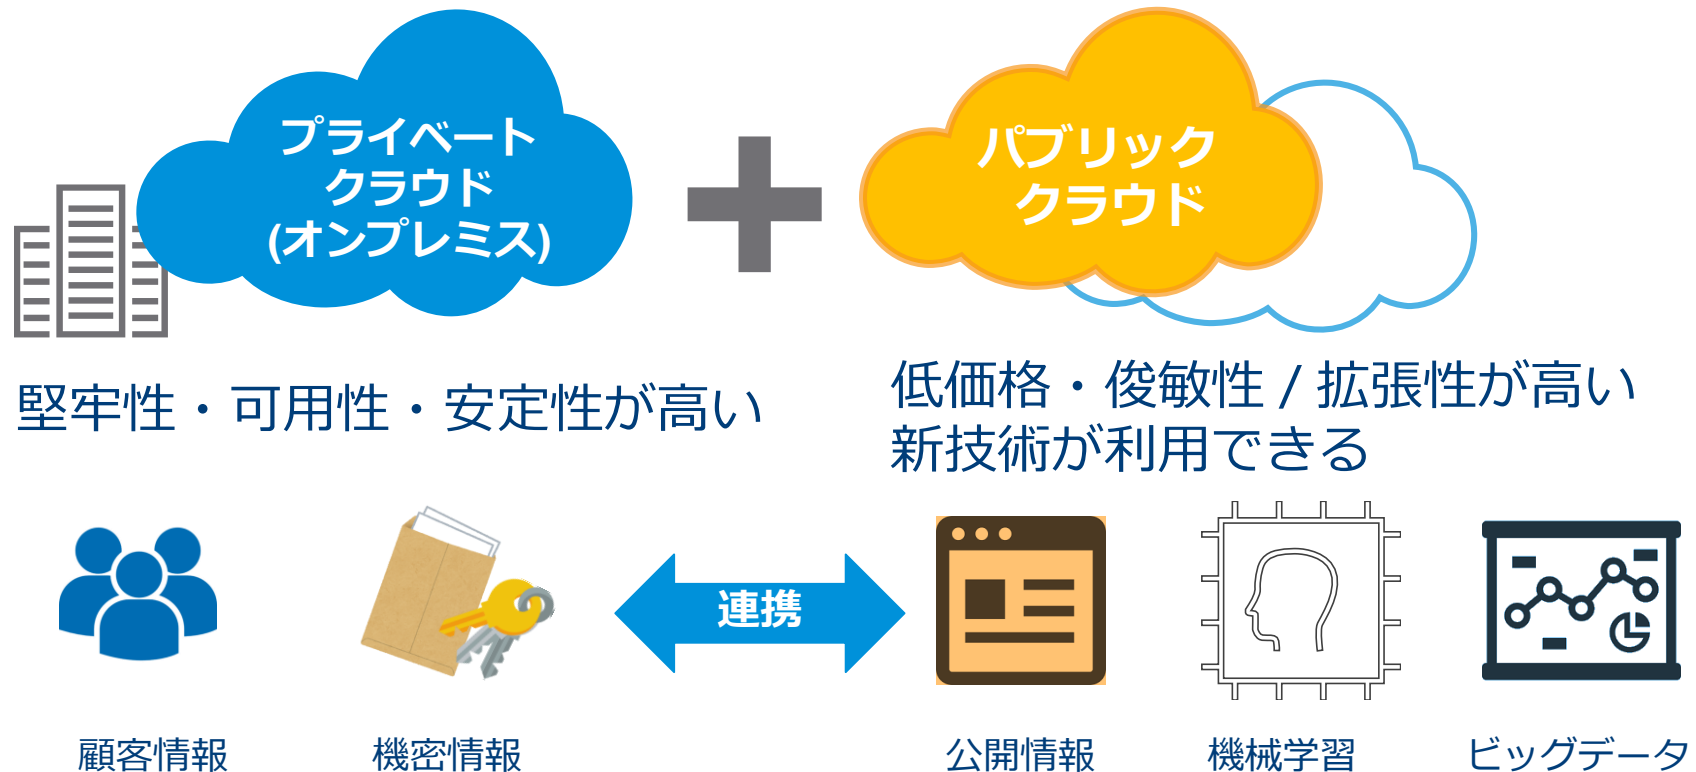 プライベート
クラウド
(オンプレミス)
パブリック
クラウド
堅牢性・可用性・安定性が高い
低価格・俊敏性 / 拡張性が高い
新技術が利用できる
連携
顧客情報
機密情報
公開情報
機械学習
ビッグデータ